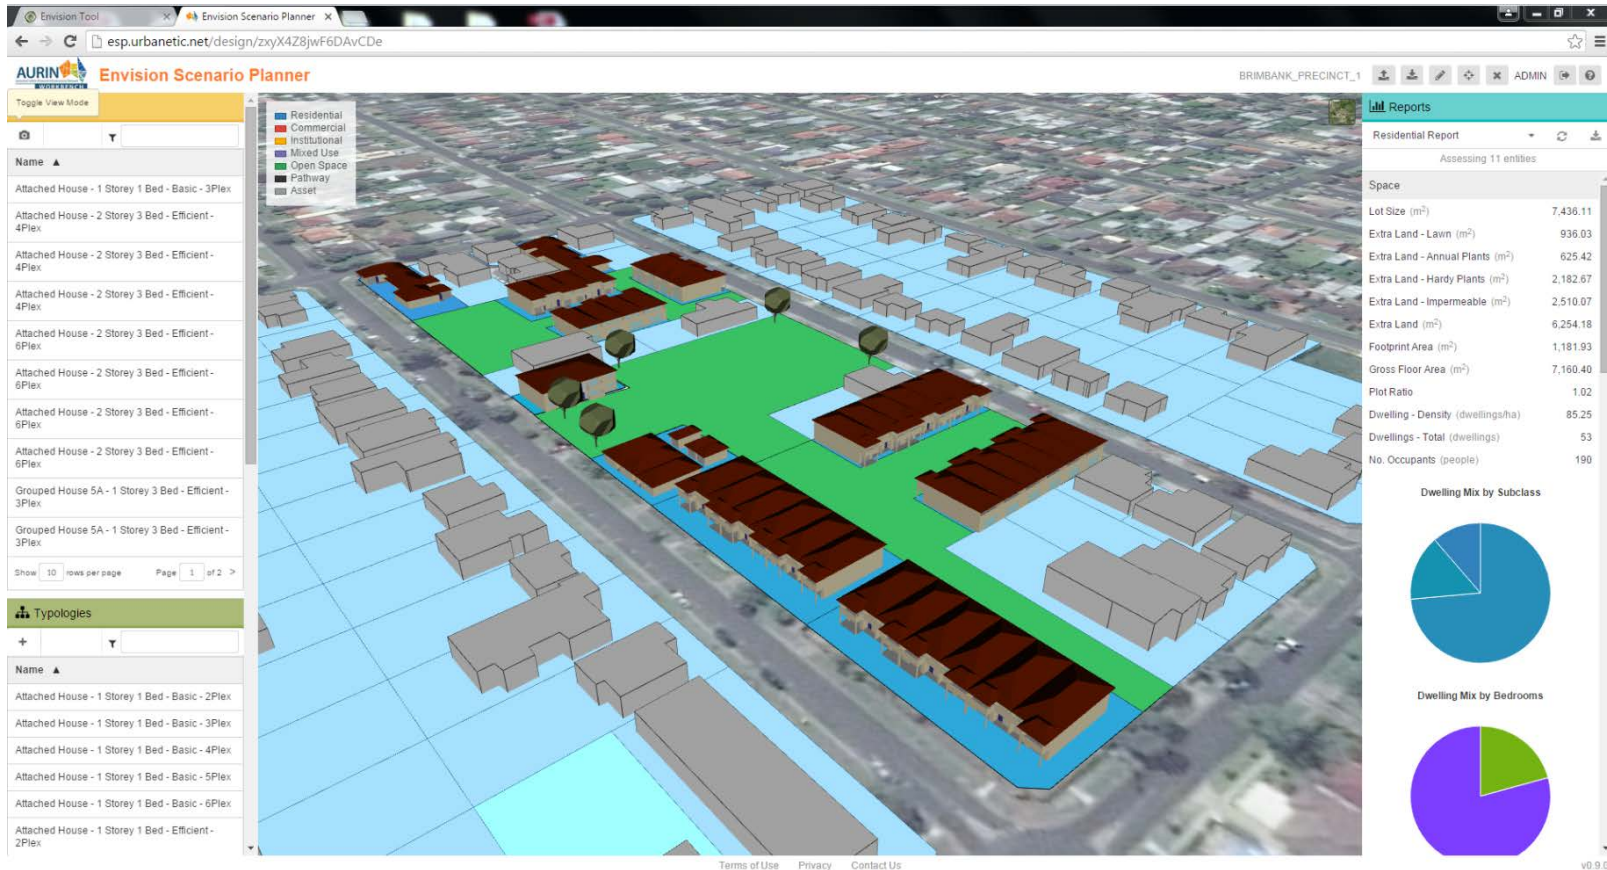 Envision Tool
Envision Scenario Planner
esp.urbanetic.net/design/zxyX4Z8jwF6DAvCDe
AURIN
WORKBENCH
Envision Scenario Planner
BRIMBANK_PRECINCT_1
ADMIN
Toggle View Mode
Name ▲
Attached House - 1 Storey 1 Bed - Basic - 3Plex
Attached House - 2 Storey 3 Bed - Efficient -
4Plex
Attached House - 2 Storey 3 Bed - Efficient -
4Plex
Attached House - 2 Storey 3 Bed - Efficient -
4Plex
Attached House - 2 Storey 3 Bed - Efficient -
6Plex
Attached House - 2 Storey 3 Bed - Efficient -
6Plex
Attached House - 2 Storey 3 Bed - Efficient -
6Plex
Attached House - 2 Storey 3 Bed - Efficient -
6Plex
Grouped House 5A - 1 Storey 3 Bed - Efficient -
3Plex
Grouped House 5A - 1 Storey 3 Bed - Efficient -
3Plex
Show 10 rows per page Page 1 of 2 >
Typologies
Name ▲
Attached House - 1 Storey 1 Bed - Basic - 2Plex
Attached House - 1 Storey 1 Bed - Basic - 3Plex
Attached House - 1 Storey 1 Bed - Basic - 4Plex
Attached House - 1 Storey 1 Bed - Basic - 5Plex
Attached House - 1 Storey 1 Bed - Basic - 6Plex
Attached House - 1 Storey 1 Bed - Efficient -
2Plex
Residential
Commercial
Institutional
Mixed Use
Open Space
Pathway
Asset
Reports
Residential Report
Assessing 11 entities
Space
Lot Size (m²) 7,436.11
Extra Land - Lawn (m²) 936.03
Extra Land - Annual Plants (m²) 625.42
Extra Land - Hardy Plants (m²) 2,182.67
Extra Land - Impermeable (m²) 2,510.07
Extra Land (m²) 6,254.18
Footprint Area (m²) 1,181.93
Gross Floor Area (m²) 7,160.40
Plot Ratio 1.02
Dwelling - Density (dwellings/ha) 85.25
Dwellings - Total (dwellings) 53
No. Occupants (people) 190
Dwelling Mix by Subclass
Dwelling Mix by Bedrooms
Terms of Use Privacy Contact Us
v0.9.0